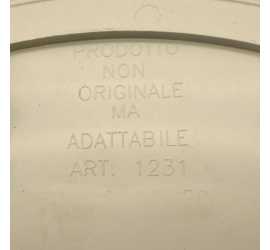 PRODOTTO
NON
ORIGINALE
MA
ADATTABILE
ART: 1231